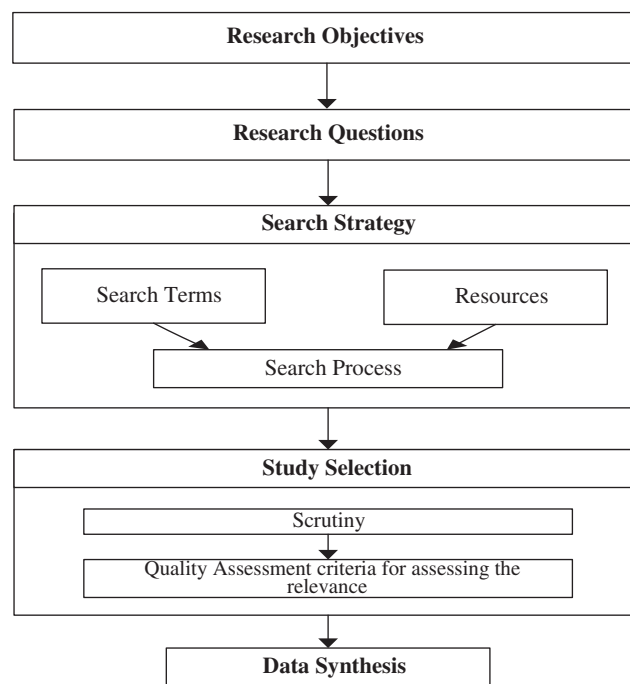 Research Objectives
Research Questions
Search Strategy
Search Terms
Resources
Search Process
Study Selection
Scrutiny
Quality Assessment criteria for assessing the
relevance
Data Synthesis